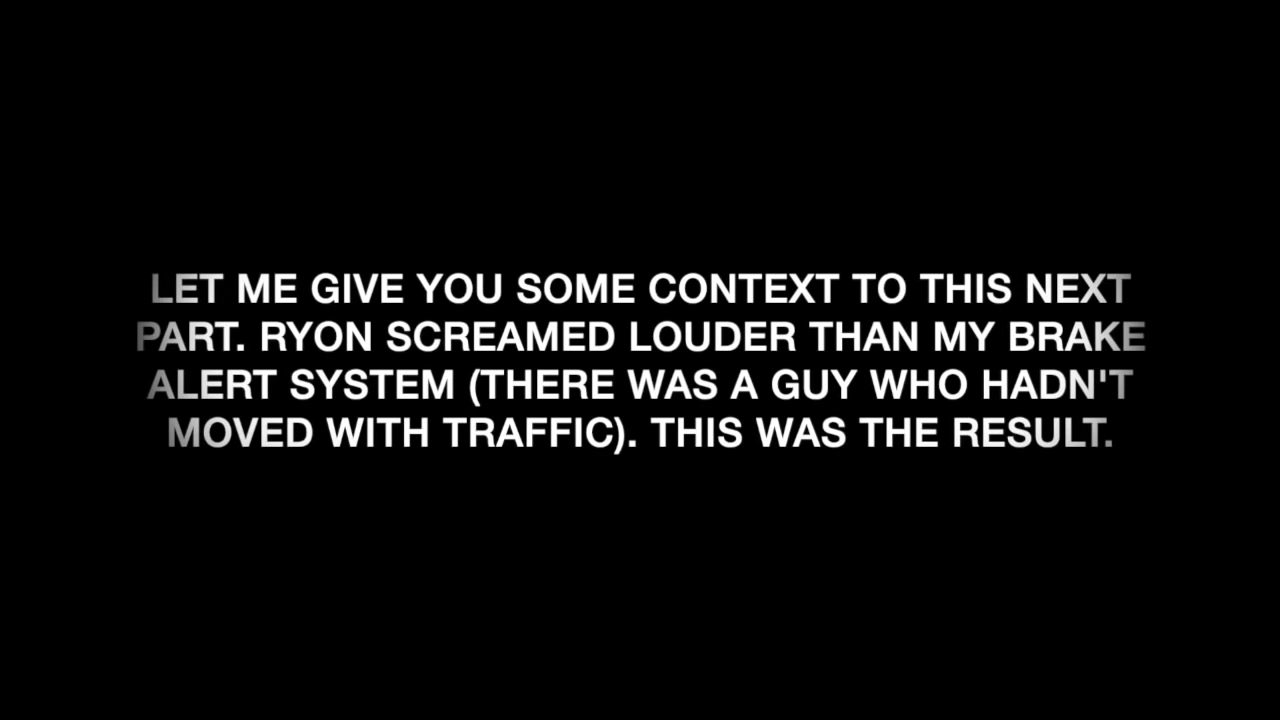 LET ME GIVE YOU SOME CONTEXT TO THIS NEXT
PART. RYON SCREAMED LOUDER THAN MY BRAKE
ALERT SYSTEM (THERE WAS A GUY WHO HADN'T
MOVED WITH TRAFFIC). THIS WAS THE RESULT.